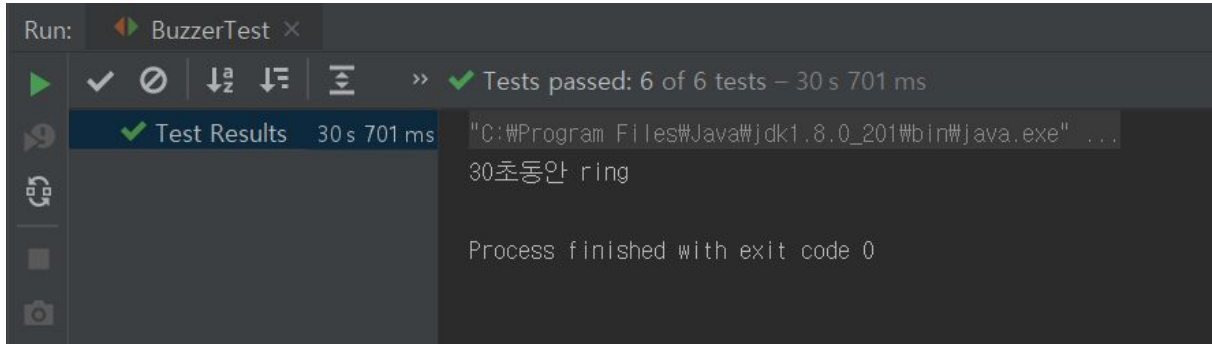 Run: BuzzerTest
Tests passed: 6 of 6 tests – 30 s 701 ms
Test Results 30 s 701 ms
"C:₩Program Files₩Java₩jdk1.8.0_201₩bin₩java.exe" ...
30초동안 ring
Process finished with exit code 0